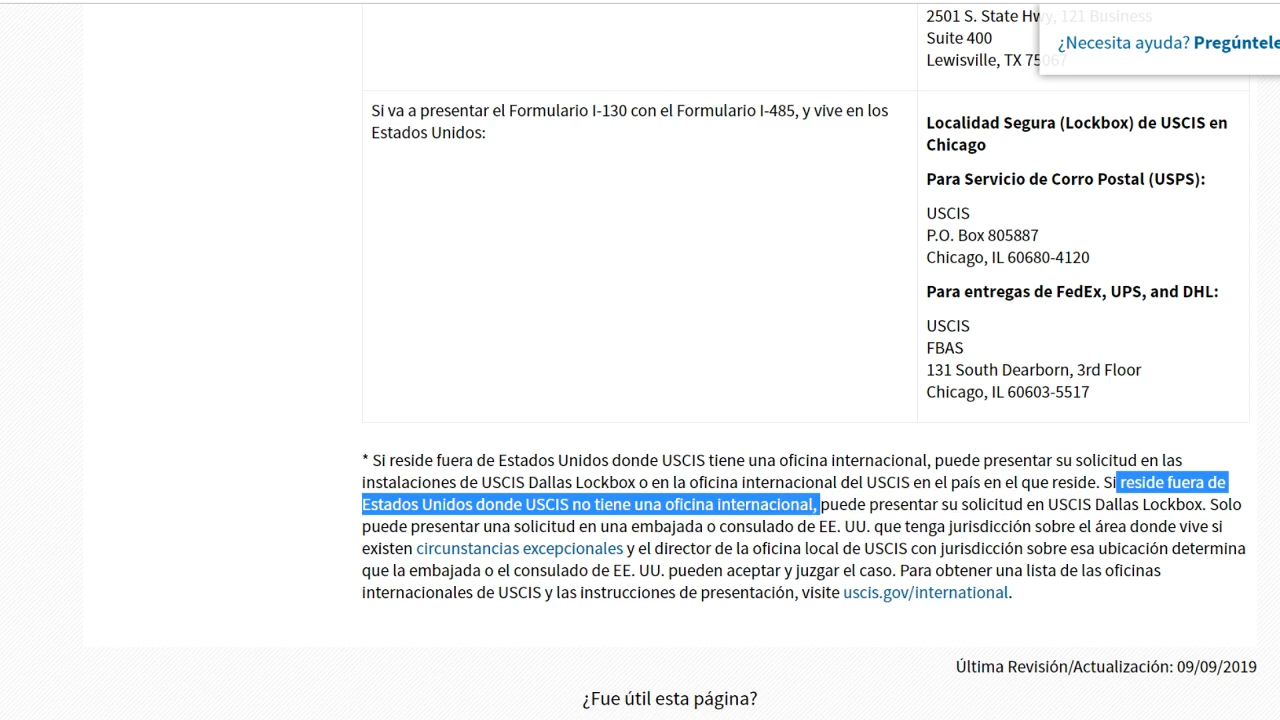 2501 S. State Hwy, 121 Business
Suite 400
Lewisville, TX 75067
¿Necesita ayuda? Pregúntele
Si va a presentar el Formulario I-130 con el Formulario I-485, y vive en los
Estados Unidos:
Localidad Segura (Lockbox) de USCIS en
Chicago
Para Servicio de Corro Postal (USPS):
USCIS
P.O. Box 805887
Chicago, IL 60680-4120
Para entregas de FedEx, UPS, and DHL:
USCIS
FBAS
131 South Dearborn, 3rd Floor
Chicago, IL 60603-5517
* Si reside fuera de Estados Unidos donde USCIS tiene una oficina internacional, puede presentar su solicitud en las
instalaciones de USCIS Dallas Lockbox o en la oficina internacional del USCIS en el país en el que reside. Si reside fuera de
Estados Unidos donde USCIS no tiene una oficina internacional, puede presentar su solicitud en USCIS Dallas Lockbox. Solo
puede presentar una solicitud en una embajada o consulado de EE. UU. que tenga jurisdicción sobre el área donde vive si
existen circunstancias excepcionales y el director de la oficina local de USCIS con jurisdicción sobre esa ubicación determina
que la embajada o el consulado de EE. UU. pueden aceptar y juzgar el caso. Para obtener una lista de las oficinas
internacionales de USCIS y las instrucciones de presentación, visite uscis.gov/international.
Última Revisión/Actualización: 09/09/2019
¿Fue útil esta página?